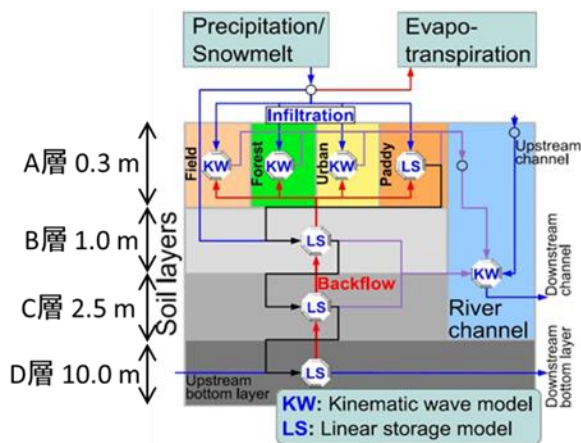 Precipitation/
Snowmelt
Evapo-
transpiration
Infiltration
A層 0.3 m
B層 1.0 m
C層 2.5 m
D層 10.0 m
Soil layers
Field
Forest
Urban
Paddy
KW
KW
KW
LS
Upstream
channel
LS
KW
Backflow
LS
River
channel
Downstream
channel
LS
Upstream
bottom layer
Downstream
bottom layer
KW: Kinematic wave model
LS: Linear storage model